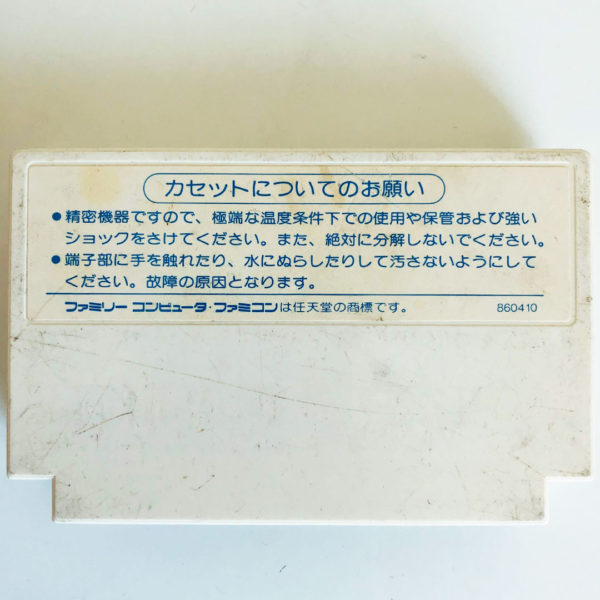 カセットについてのお願い
●精密機器ですので、極端な温度条件下での使用や保管および強い
ショックをさけてください。また、絶対に分解しないでください。
●端子部に手を触れたり、水にぬらしたりして汚さないようにして
ください。故障の原因となります。
ファミリー コンピュータ・ファミコンは任天堂の商標です。 860410